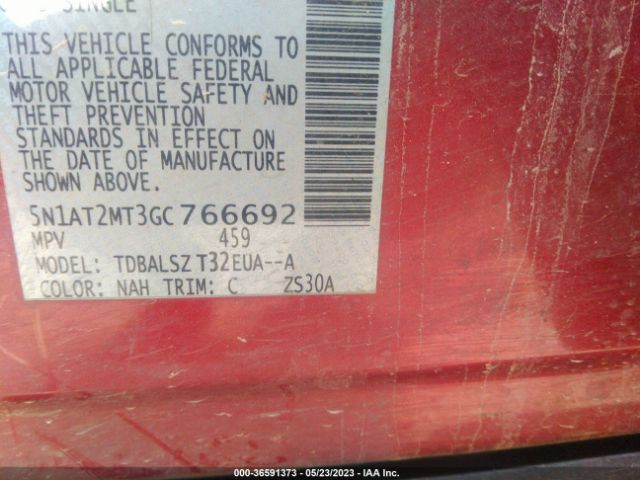 SINGLE
THIS VEHICLE CONFORMS TO
ALL APPLICABLE FEDERAL
MOTOR VEHICLE SAFETY AND
THEFT PREVENTION
STANDARDS IN EFFECT ON
THE DATE OF MANUFACTURE
SHOWN ABOVE.
5N1AT2MT3GC766692
MPV 459
MODEL: TDBALSZ T32EUA--A
COLOR: NAH TRIM: C ZS30A
000-36591373 - 05/23/2023 - IAA Inc.